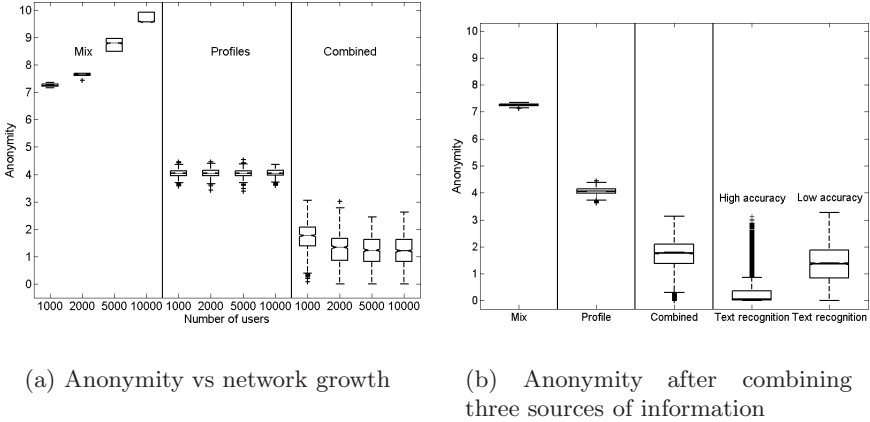 10
9
8
7
6
5
4
3
2
1
0
Anonymity
Mix
Profiles
Combined
1000 2000 5000 10000 1000 2000 5000 10000 1000 2000 5000 10000
Number of users
(a) Anonymity vs network growth
10
9
8
7
6
5
4
3
2
1
0
Anonymity
High accuracy
Low accuracy
Mix
Profile
Combined
Text recognition
Text recognition
(b) Anonymity after combining
three sources of information